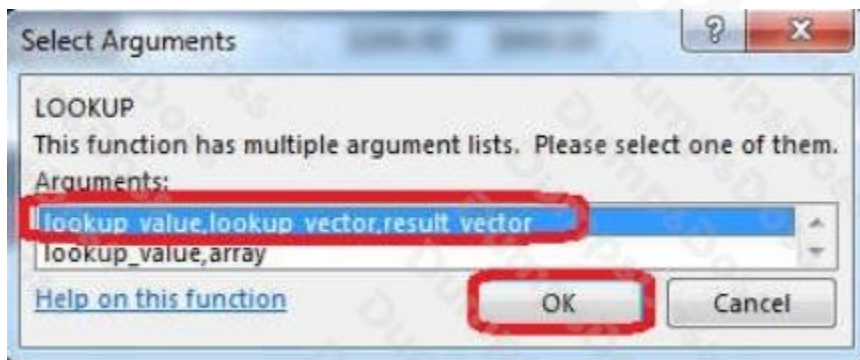 Select Arguments
LOOKUP
This function has multiple argument lists. Please select one of them.
Arguments:
lookup_value,lookup_vector,result_vector
lookup_value,array
Help on this function
OK
Cancel